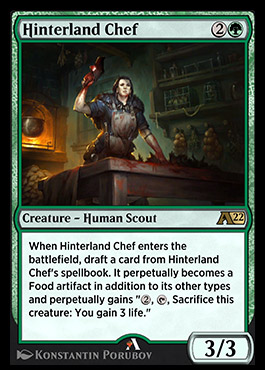 Hinterland Chef 2
Creature – Human Scout A22
When Hinterland Chef enters the
battlefield, draft a card from Hinterland
Chef's spellbook. It perpetually becomes a
Food artifact in addition to its other types
and perpetually gains "2, , Sacrifice this
creature: You gain 3 life."
3/3
Konstantin Porubov